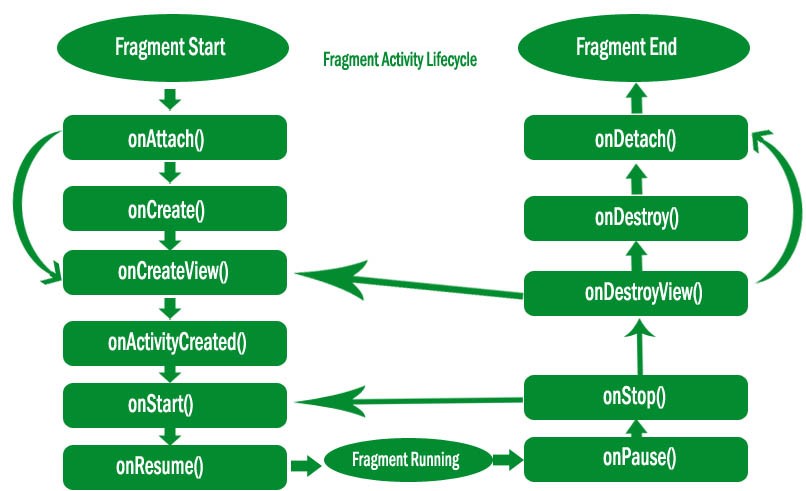 Fragment Start
Fragment Activity Lifecycle
Fragment End
onAttach()
onCreate()
onCreateView()
onActivityCreated()
onStart()
onResume()
Fragment Running
onDetach()
onDestroy()
onDestroyView()
onStop()
onPause()